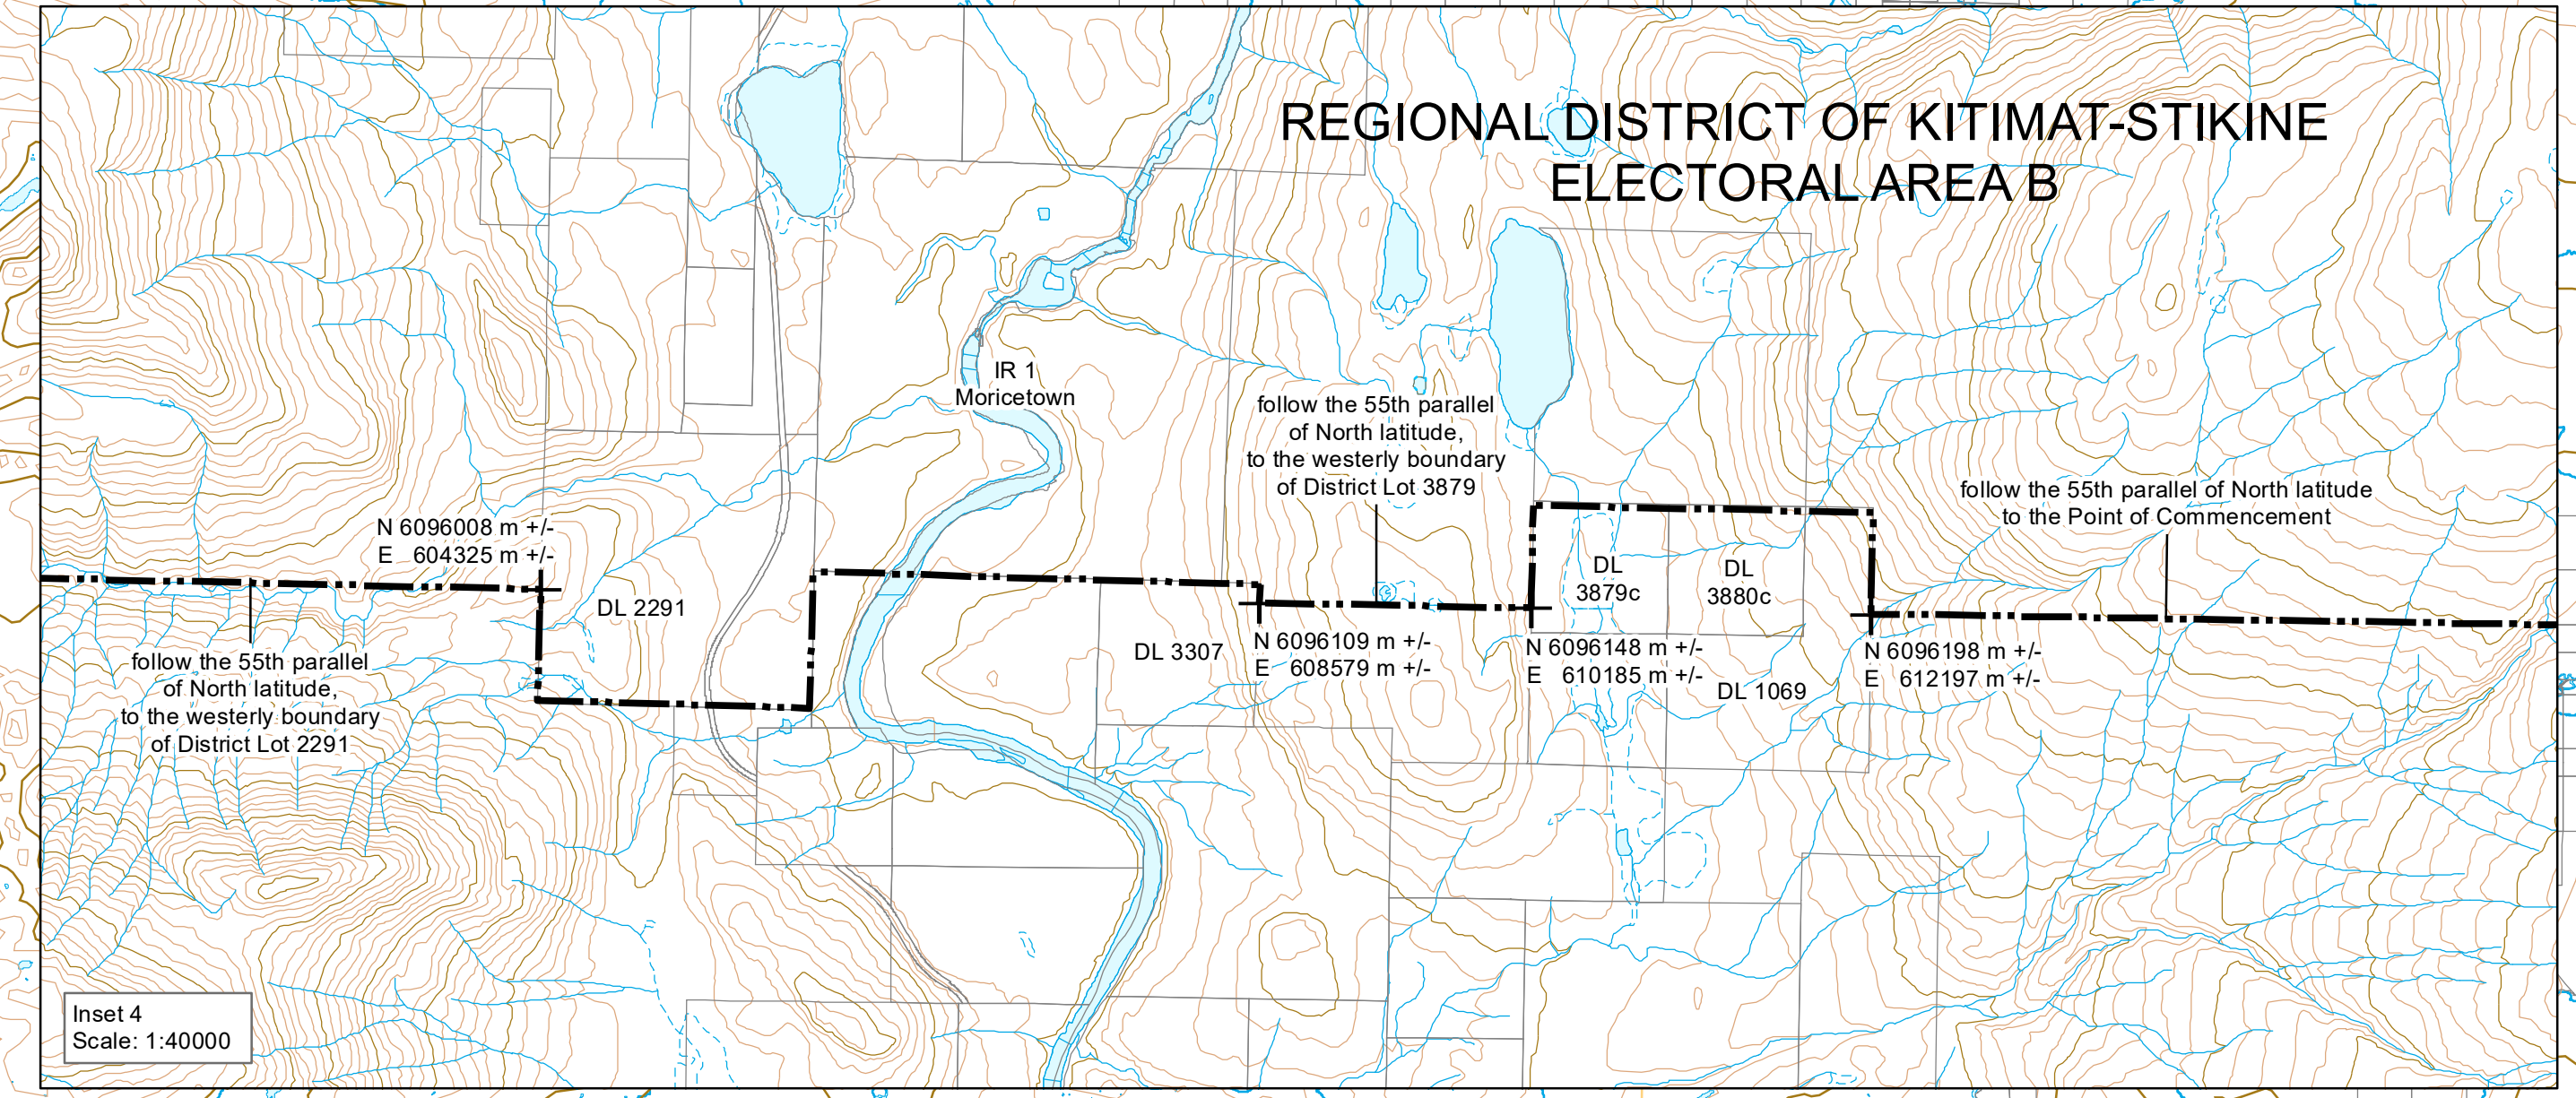 REGIONAL DISTRICT OF KITIMAT-STIKINE
ELECTORAL AREA B
IR 1
Moricetown
follow the 55th parallel
of North latitude,
to the westerly boundary
of District Lot 3879
follow the 55th parallel of North latitude
to the Point of Commencement
N 6096008 m +/-
E 604325 m +/-
DL 2291
DL
3879c
DL
3880c
DL 3307
N 6096109 m +/-
E 608579 m +/-
N 6096148 m +/-
E 610185 m +/-
DL 1069
N 6096198 m +/-
E 612197 m +/-
follow the 55th parallel
of North latitude,
to the westerly boundary
of District Lot 2291
Inset 4
Scale: 1:40000